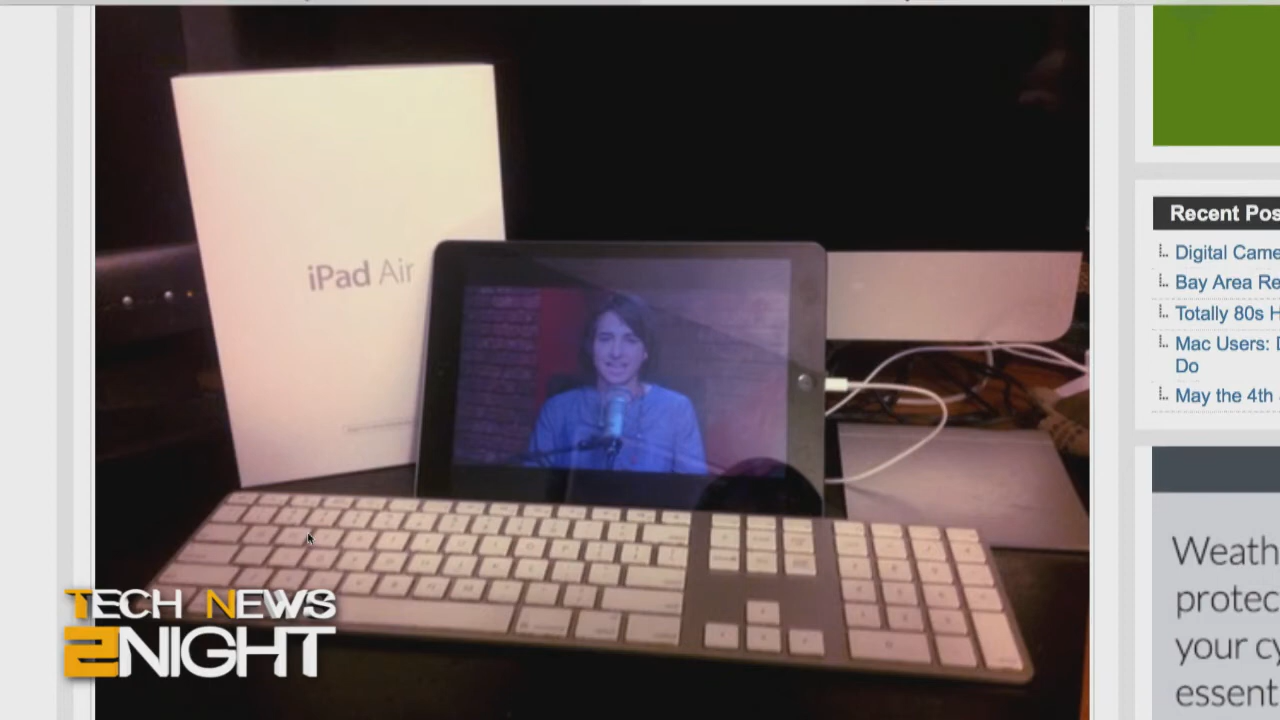 iPad Air
Recent Pos
Digital Came
Bay Area Re
Totally 80s H
Mac Users: D
Do
May the 4th
Weath
protec
your cy
essent
TECH NEWS
2NIGHT